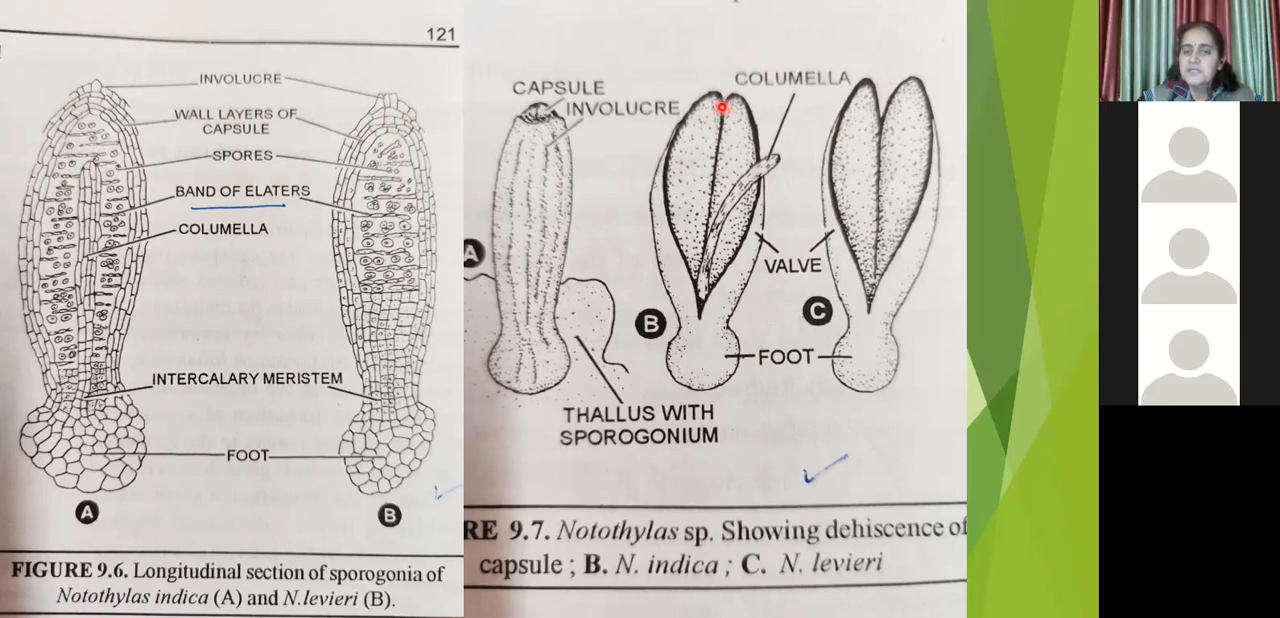 121
INVOLUCRE
WALL LAYERS OF
CAPSULE
SPORES
BAND OF ELATERS
COLUMELLA
INTERCALARY MERISTEM
FOOT
A
B
FIGURE 9.6. Longitudinal section of sporogonia of
Notothylas indica (A) and N.levieri (B).
CAPSULE
INVOLUCRE
COLUMELLA
A
VALVE
B
C
FOOT
THALLUS WITH
SPOROGONIUM
RE 9.7. Notothylas sp. Showing dehiscence of
capsule ; B. N. indica ; C. N. levieri